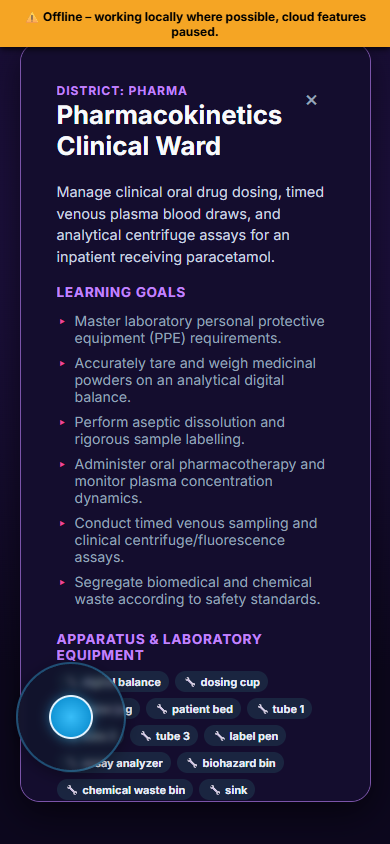 ⚠️ Offline – working locally where possible, cloud features
paused.
DISTRICT: PHARMA
Pharmacokinetics
Clinical Ward
×
Manage clinical oral drug dosing, timed
venous plasma blood draws, and
analytical centrifuge assays for an
inpatient receiving paracetamol.
LEARNING GOALS
▸ Master laboratory personal protective
equipment (PPE) requirements.
▸ Accurately tare and weigh medicinal
powders on an analytical digital
balance.
▸ Perform aseptic dissolution and
rigorous sample labelling.
▸ Administer oral pharmacotherapy and
monitor plasma concentration
dynamics.
▸ Conduct timed venous sampling and
clinical centrifuge/fluorescence
assays.
▸ Segregate biomedical and chemical
waste according to safety standards.
APPARATUS & LABORATORY
EQUIPMENT
balance 🔧 dosing cup
🔧 patient bed 🔧 tube 1
🔧 tube 3 🔧 label pen
analyzer 🔧 biohazard bin
🔧 chemical waste bin 🔧 sink